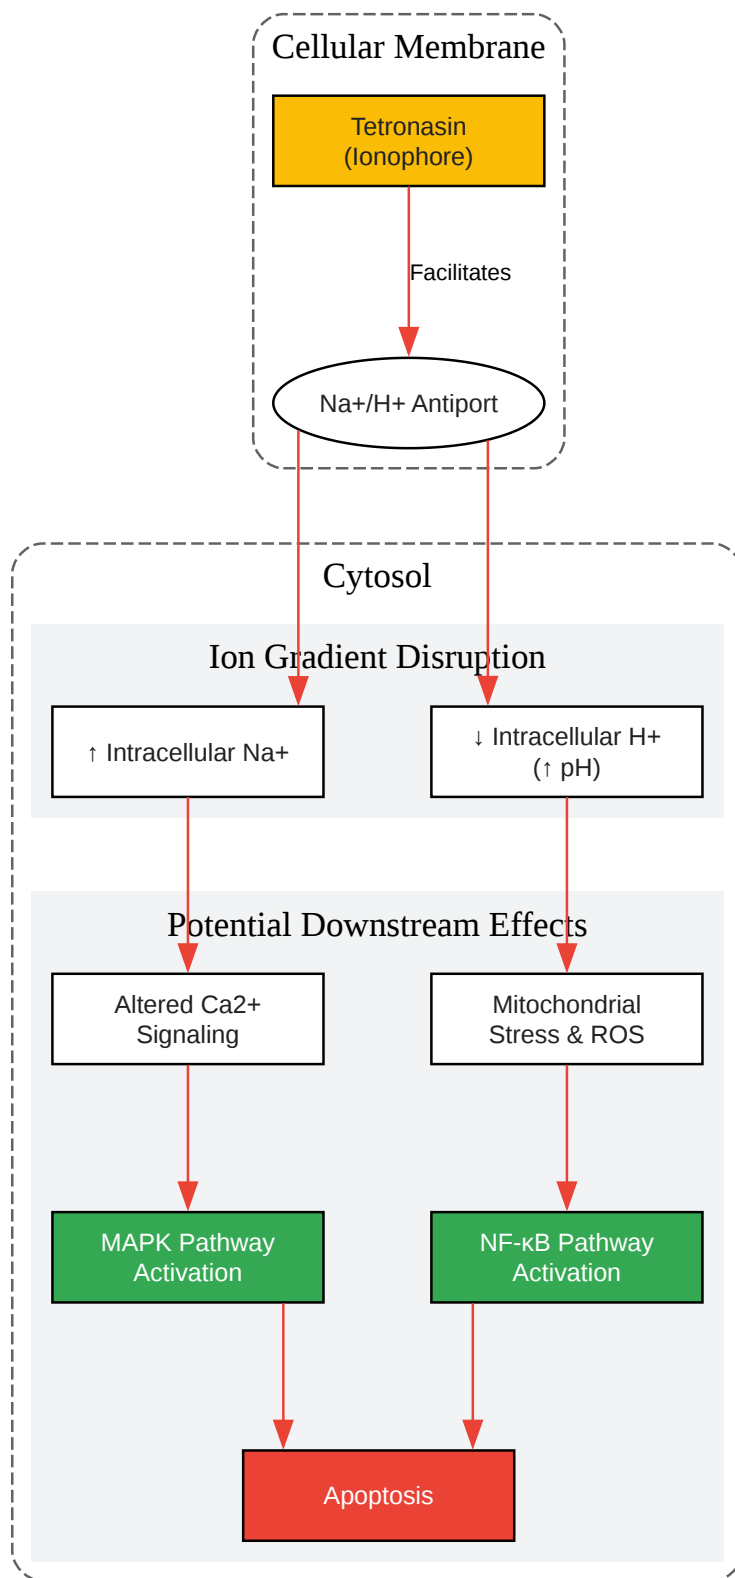 Cellular Membrane
Tetronasin
(Ionophore)
Facilitates
Na+/H+ Antiport
Cytosol
Ion Gradient Disruption
↑ Intracellular Na+
↓ Intracellular H+
(↑ pH)
Potential Downstream Effects
Altered Ca2+
Signaling
Mitochondrial
Stress & ROS
MAPK Pathway
Activation
NF-κB Pathway
Activation
Apoptosis